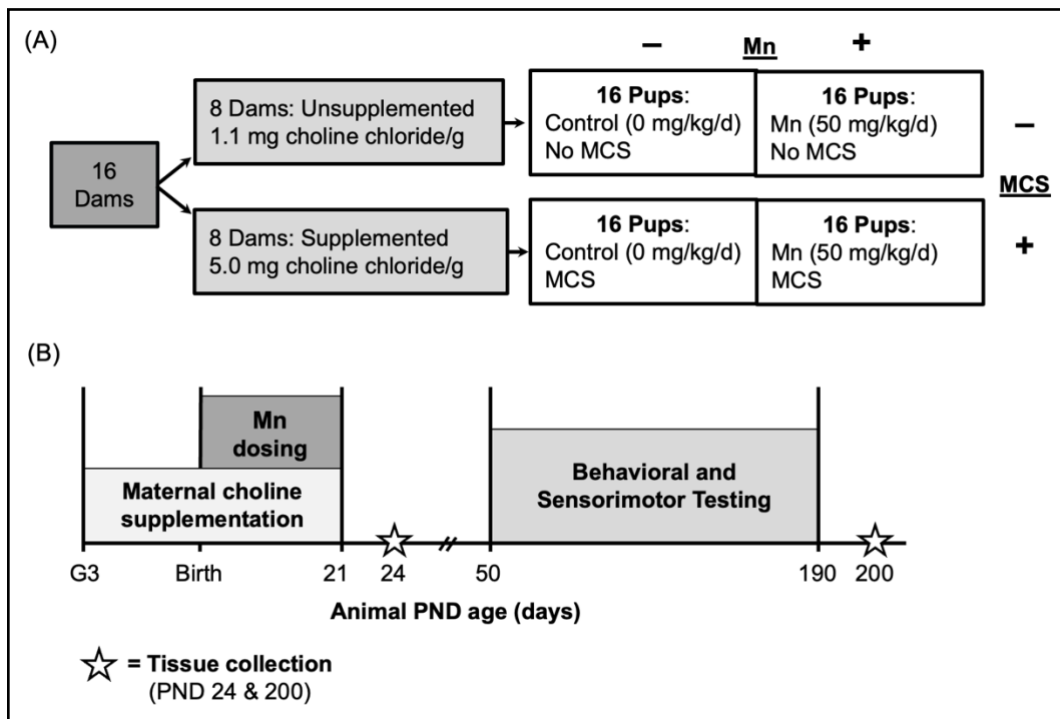 (A)
− Mn +
8 Dams: Unsupplemented
1.1 mg choline chloride/g
16 Pups:
Control (0 mg/kg/d)
No MCS
16 Pups:
Mn (50 mg/kg/d)
No MCS
−
16
Dams
MCS
8 Dams: Supplemented
5.0 mg choline chloride/g
16 Pups:
Control (0 mg/kg/d)
MCS
16 Pups:
Mn (50 mg/kg/d)
MCS
+
(B)
Mn
dosing
Maternal choline
supplementation
Behavioral and
Sensorimotor Testing
G3 Birth 21 24 50 190 200
Animal PND age (days)
= Tissue collection
(PND 24 & 200)